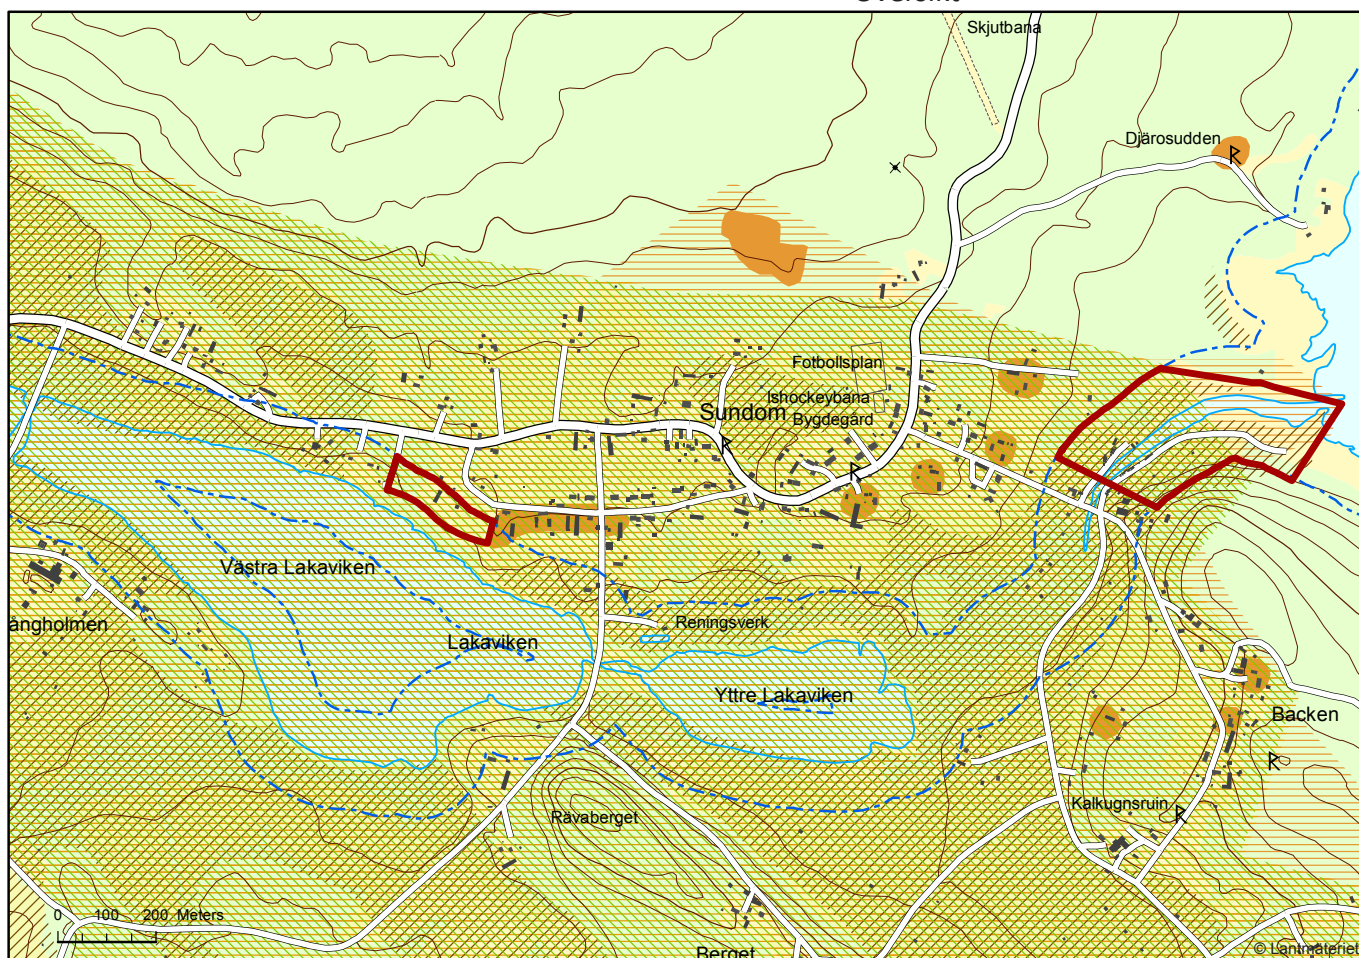 Skjutbana
Djärosudden
Fotbollsplan
Ishockeybana
Sundom
Bygdegård
Västra Lakaviken
ångholmen
Reningsverk
Lakaviken
Yttre Lakaviken
Backen
Kalkugnsruin
Rävaberget
0 100 200 Meters
Berget
© Lantmäteriet